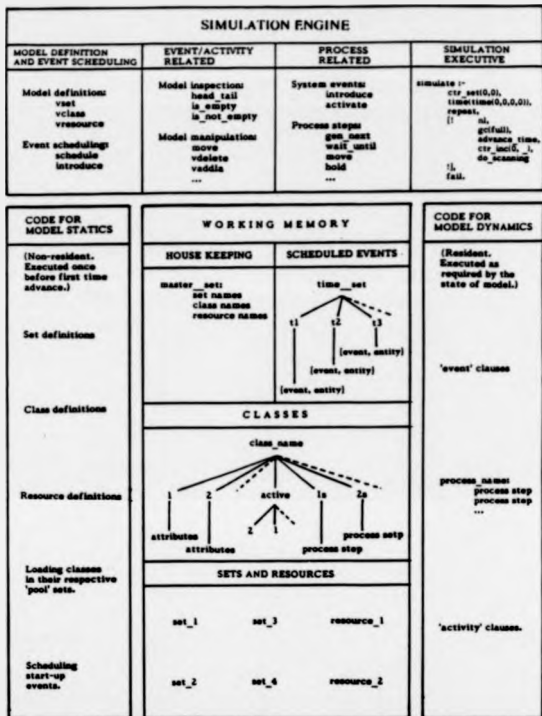 SIMULATION ENGINE
MODEL DEFINITION
AND EVENT SCHEDULING
Model definition:
vset
vclass
vresource
Event scheduling:
schedule
introduce
EVENT/ACTIVITY
RELATED
Model inspection:
head_tail
is_empty
is_not_empty
Model manipulation:
move
vdelete
vaddla
...
PROCESS
RELATED
System events:
introduce
activate
Process steps:
gen_next
wait_until
move
hold
...
SIMULATION
EXECUTIVE
simulate :-
ctr_set(0,0),
time(time(0,0,0,0)),
repeat,
[! nl,
gc(full),
advance_time,
ctr_inc(0, _),
do_scanning
!],
fail.
CODE FOR
MODEL STATICS
(Non-resident.
Executed once
before first time
advance.)
Set definitions
Class definitions
Resource definitions
Loading classes
in their respective
'pool' sets.
Scheduling
start-up
events.
WORKING MEMORY
HOUSE KEEPING
master__set:
set names
class names
resource names
SCHEDULED EVENTS
time__set
t1 t2 t3
[event, entity]
[event, entity]
[event, entity]
CLASSES
class_name
1 2 active 1a 2a
attributes 2 1 process setp
attributes process step
SETS AND RESOURCES
set_1 set_3 resource_1
set_2 set_4 resource_2
CODE FOR
MODEL DYNAMICS
(Resident.
Executed as
required by the
state of model.)
'event' clauses
process_name:
process step
process step
...
'activity' clauses.